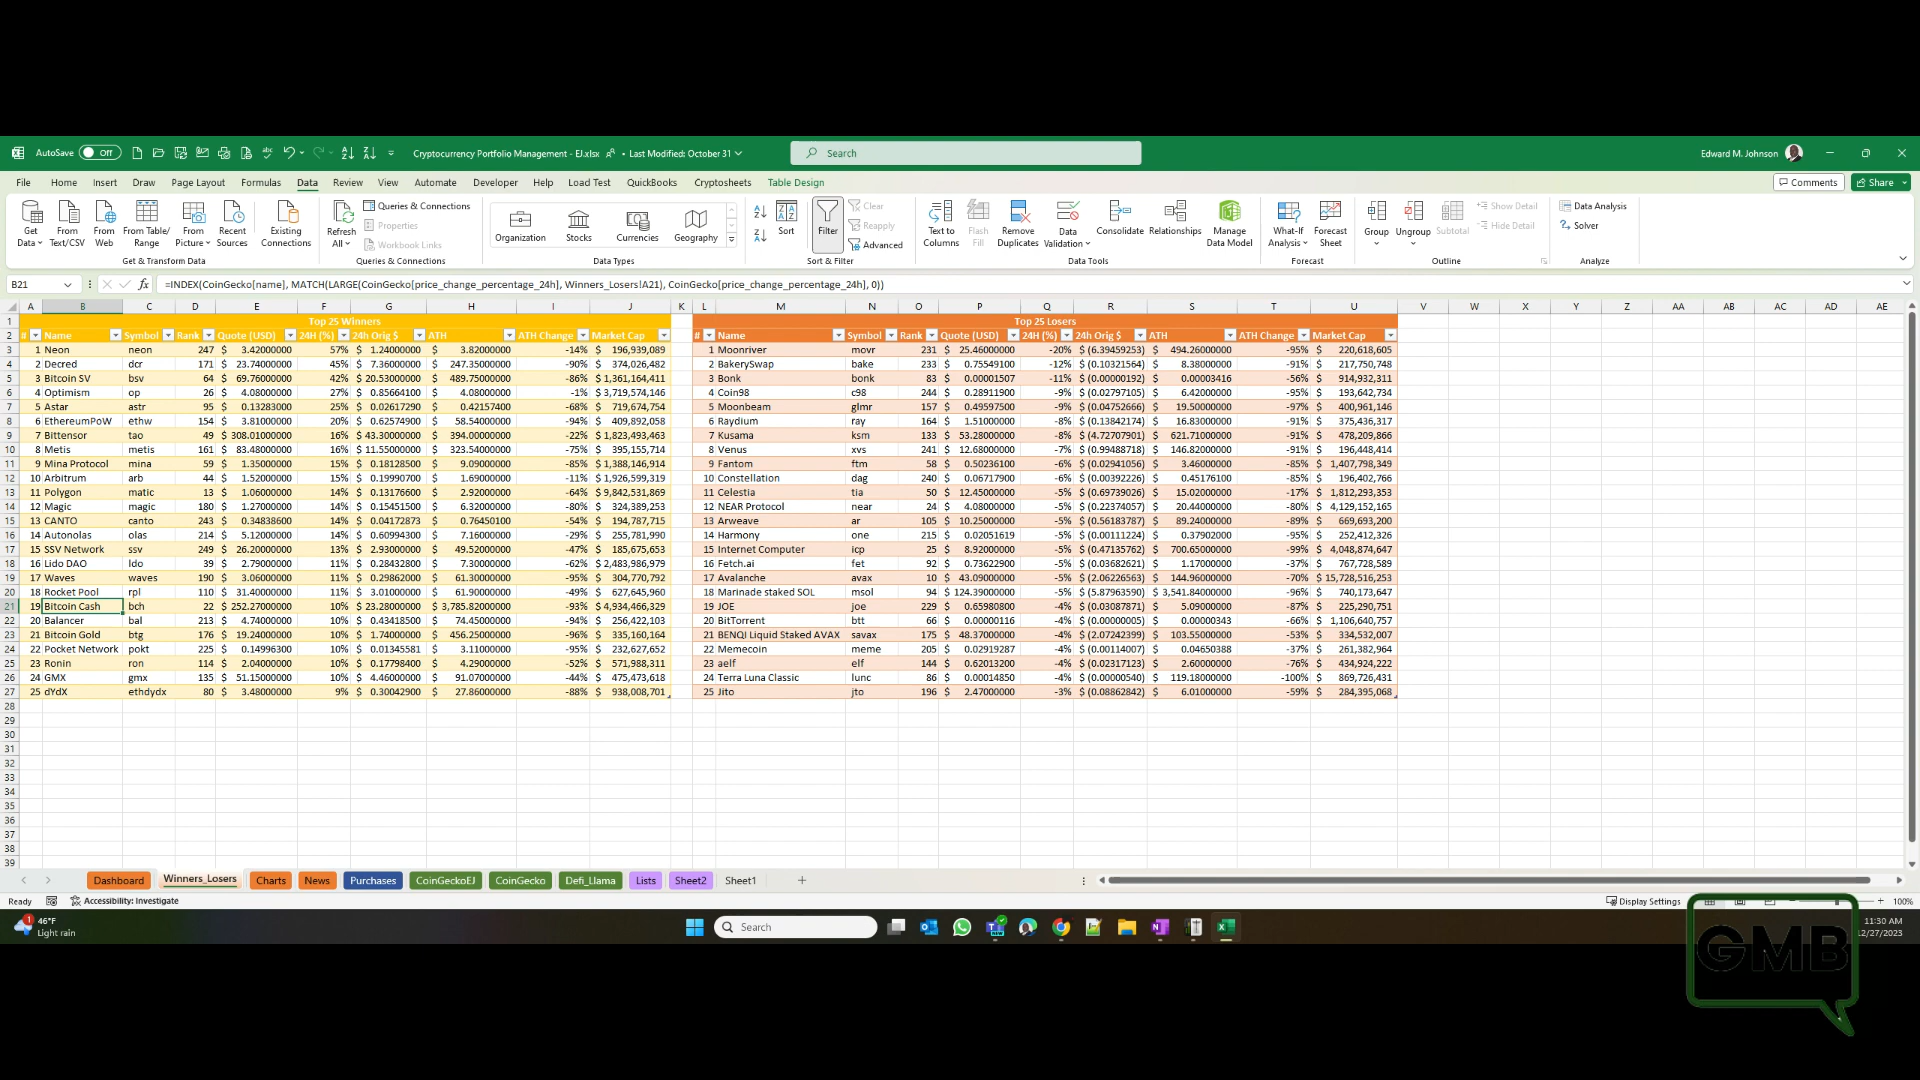 AutoSave Off Cryptocurrency Portfolio Management - EJ.xlsx • Last Modified: October 31 Search Edward M. Johnson
File Home Insert Draw Page Layout Formulas Data Review View Automate Developer Help Load Test QuickBooks Cryptosheets Table Design Comments Share
Get Data From Text/CSV From Web From Table/Range From Picture Recent Sources Existing Connections Refresh All Queries & Connections Properties Workbook Links Organization Stocks Currencies Geography Sort Filter Clear Reapply Advanced Text to Columns Flash Fill Remove Duplicates Data Validation Consolidate Relationships Manage Data Model What-If Analysis Forecast Sheet Group Ungroup Subtotal Show Detail Hide Detail Data Analysis Solver
Get & Transform Data Queries & Connections Data Types Sort & Filter Data Tools Forecast Outline Analyze
B21 fx =INDEX(CoinGecko[name], MATCH(LARGE(CoinGecko[price_change_percentage_24h], Winners_Losers!A21), CoinGecko[price_change_percentage_24h], 0))
A B C D E F G H I J K L M N O P Q R S T U V W X Y Z AA AB AC AD AE
1 Top 25 Winners Top 25 Losers
2 # Name Symbol Rank Quote (USD) 24H (%) 24h Orig $ ATH ATH Change Market Cap # Name Symbol Rank Quote (USD) 24H (%) 24h Orig $ ATH ATH Change Market Cap
3 1 Neon neon 247 $ 3.42000000 57% $ 1.24000000 $ 3.82000000 -14% $ 196,939,089 1 Moonriver movr 231 $ 25.46000000 -20% $ (6.39459253) $ 494.26000000 -95% $ 220,618,605
4 2 Decred dcr 171 $ 23.74000000 45% $ 7.36000000 $ 247.35000000 -90% $ 374,026,482 2 BakerySwap bake 233 $ 0.75549100 -12% $ (0.10321564) $ 8.38000000 -91% $ 217,750,748
5 3 Bitcoin SV bsv 64 $ 69.76000000 42% $ 20.53000000 $ 489.75000000 -86% $ 1,361,164,411 3 Bonk bonk 83 $ 0.00001507 -11% $ (0.00000192) $ 0.00003416 -56% $ 914,932,311
6 4 Optimism op 26 $ 4.08000000 27% $ 0.85664100 $ 4.08000000 -1% $ 3,719,574,146 4 Coin98 c98 244 $ 0.28911900 -9% $ (0.02797105) $ 6.42000000 -95% $ 193,642,734
7 5 Astar astr 95 $ 0.13283000 25% $ 0.02617290 $ 0.42157400 -68% $ 719,674,754 5 Moonbeam glmr 157 $ 0.49597500 -9% $ (0.04752666) $ 19.50000000 -97% $ 400,961,146
8 6 EthereumPoW ethw 154 $ 3.81000000 20% $ 0.62574900 $ 58.54000000 -94% $ 409,892,058 6 Raydium ray 164 $ 1.51000000 -8% $ (0.13842174) $ 16.83000000 -91% $ 375,436,317
9 7 Bittensor tao 49 $ 308.01000000 16% $ 43.30000000 $ 394.00000000 -22% $ 1,823,493,463 7 Kusama ksm 133 $ 53.28000000 -8% $ (4.72707901) $ 621.71000000 -91% $ 478,209,866
10 8 Metis metis 161 $ 83.48000000 16% $ 11.55000000 $ 323.54000000 -75% $ 395,155,714 8 Venus xvs 241 $ 12.68000000 -7% $ (0.99488718) $ 146.82000000 -91% $ 196,448,414
11 9 Mina Protocol mina 59 $ 1.35000000 15% $ 0.18128500 $ 9.09000000 -85% $ 1,388,146,914 9 Fantom ftm 58 $ 0.50236100 -6% $ (0.02941056) $ 3.46000000 -85% $ 1,407,798,349
12 10 Arbitrum arb 44 $ 1.52000000 15% $ 0.19990700 $ 1.69000000 -11% $ 1,926,599,319 10 Constellation dag 240 $ 0.06717900 -6% $ (0.00392226) $ 0.45176100 -85% $ 196,402,766
13 11 Polygon matic 13 $ 1.06000000 14% $ 0.13176600 $ 2.92000000 -64% $ 9,842,531,869 11 Celestia tia 50 $ 12.45000000 -5% $ (0.69739026) $ 15.02000000 -17% $ 1,812,293,353
14 12 Magic magic 180 $ 1.27000000 14% $ 0.15451500 $ 6.32000000 -80% $ 324,389,253 12 NEAR Protocol near 24 $ 4.08000000 -5% $ (0.22374057) $ 20.44000000 -80% $ 4,129,152,165
15 13 CANTO canto 243 $ 0.34838600 14% $ 0.04172873 $ 0.76450100 -54% $ 194,787,715 13 Arweave ar 105 $ 10.25000000 -5% $ (0.56183787) $ 89.24000000 -89% $ 669,693,200
16 14 Autonolas olas 214 $ 5.12000000 14% $ 0.60994300 $ 7.16000000 -29% $ 255,781,990 14 Harmony one 215 $ 0.02051619 -5% $ (0.00111224) $ 0.37902000 -95% $ 252,412,326
17 15 SSV Network ssv 249 $ 26.20000000 13% $ 2.93000000 $ 49.52000000 -47% $ 185,675,653 15 Internet Computer icp 25 $ 8.92000000 -5% $ (0.47135762) $ 700.65000000 -99% $ 4,048,874,647
18 16 Lido DAO ldo 39 $ 2.79000000 11% $ 0.28432800 $ 7.30000000 -62% $ 2,483,986,979 16 Fetch.ai fet 92 $ 0.73622900 -5% $ (0.03682621) $ 1.17000000 -37% $ 767,728,589
19 17 Waves waves 190 $ 3.06000000 11% $ 0.29862000 $ 61.30000000 -95% $ 304,770,792 17 Avalanche avax 10 $ 43.09000000 -5% $ (2.06226563) $ 144.96000000 -70% $ 15,728,516,253
20 18 Rocket Pool rpl 110 $ 31.40000000 11% $ 3.01000000 $ 61.90000000 -49% $ 627,645,960 18 Marinade staked SOL msol 94 $ 124.39000000 -5% $ (5.87963590) $ 3,541.84000000 -96% $ 740,173,647
21 19 Bitcoin Cash bch 22 $ 252.27000000 10% $ 23.28000000 $ 3,785.82000000 -93% $ 4,934,466,329 19 JOE joe 229 $ 0.65980800 -4% $ (0.03087871) $ 5.09000000 -87% $ 225,290,751
22 20 Balancer bal 213 $ 4.74000000 10% $ 0.43418500 $ 74.45000000 -94% $ 256,422,103 20 BitTorrent btt 66 $ 0.00000116 -4% $ (0.00000005) $ 0.00000343 -66% $ 1,106,640,757
23 21 Bitcoin Gold btg 176 $ 19.24000000 10% $ 1.74000000 $ 456.25000000 -96% $ 335,160,164 21 BENQI Liquid Staked AVAX savax 175 $ 48.37000000 -4% $ (2.07242399) $ 103.55000000 -53% $ 334,532,007
24 22 Pocket Network pokt 225 $ 0.14996300 10% $ 0.01345581 $ 3.11000000 -95% $ 232,627,652 22 Memecoin meme 205 $ 0.02919287 -4% $ (0.00114007) $ 0.04650388 -37% $ 261,382,964
25 23 Ronin ron 114 $ 2.04000000 10% $ 0.17798400 $ 4.29000000 -52% $ 571,988,311 23 aelf elf 144 $ 0.62013200 -4% $ (0.02317123) $ 2.60000000 -76% $ 434,924,222
26 24 GMX gmx 135 $ 51.15000000 10% $ 4.46000000 $ 91.07000000 -44% $ 475,473,618 24 Terra Luna Classic lunc 86 $ 0.00014850 -4% $ (0.00000540) $ 119.18000000 -100% $ 869,726,431
27 25 dYdX ethdydx 80 $ 3.48000000 9% $ 0.30042900 $ 27.86000000 -88% $ 938,008,701 25 Jito jto 196 $ 2.47000000 -3% $ (0.08862842) $ 6.01000000 -59% $ 284,395,068
28
29
30
31
32
33
34
35
36
37
38
39
Dashboard Winners_Losers Charts News Purchases CoinGeckoEJ CoinGecko Defi_Llama Lists Sheet2 Sheet1
Ready Accessibility: Investigate Display Settings 100%
1 46°F Light rain Search 11:30 AM
12/27/2023
GMB